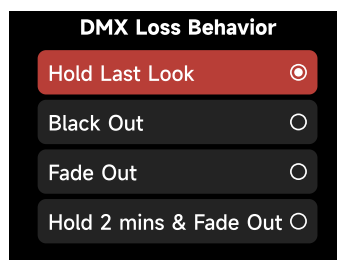 DMX Loss Behavior
Hold Last Look
Black Out
Fade Out
Hold 2 mins & Fade Out